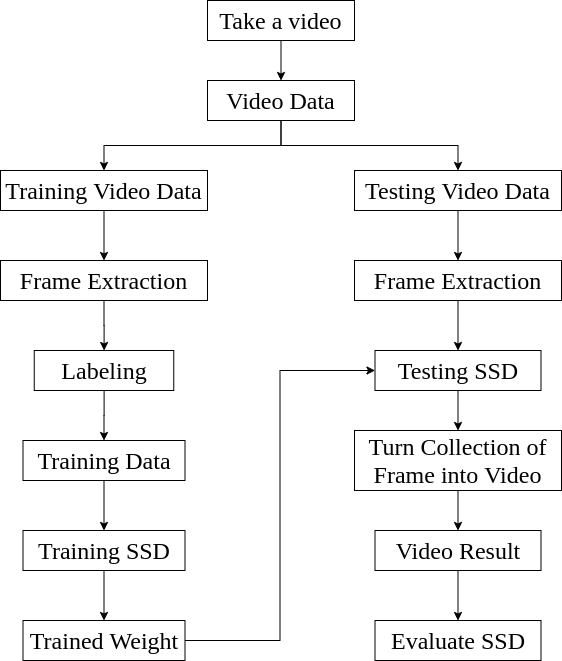 Take a video
Video Data
Training Video Data
Frame Extraction
Labeling
Training Data
Training SSD
Trained Weight
Testing Video Data
Frame Extraction
Testing SSD
Turn Collection of
Frame into Video
Video Result
Evaluate SSD